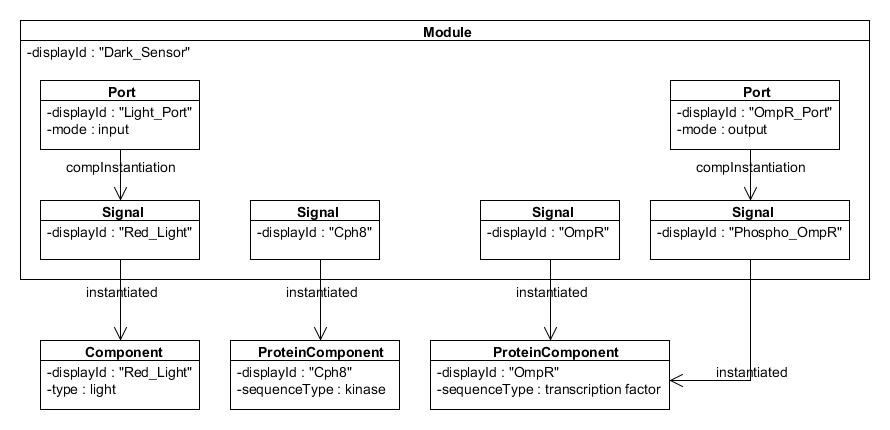 Module
-displayId : "Dark_Sensor"
Port
-displayId : "Light_Port"
-mode : input
Port
-displayId : "OmpR_Port"
-mode : output
compInstantiation
compInstantiation
Signal
-displayId : "Red_Light"
Signal
-displayId : "Cph8"
Signal
-displayId : "OmpR"
Signal
-displayId : "Phospho_OmpR"
instantiated
instantiated
instantiated
Component
-displayId : "Red_Light"
-type : light
ProteinComponent
-displayId : "Cph8"
-sequenceType : kinase
ProteinComponent
-displayId : "OmpR"
-sequenceType : transcription factor
instantiated